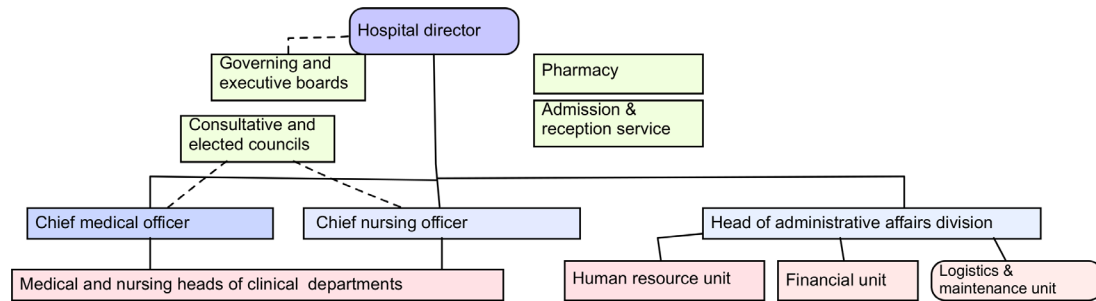 Hospital director
Governing and
executive boards
Pharmacy
Admission &
reception service
Consultative and
elected councils
Chief medical officer
Chief nursing officer
Head of administrative affairs division
Medical and nursing heads of clinical departments
Human resource unit
Financial unit
Logistics &
maintenance unit